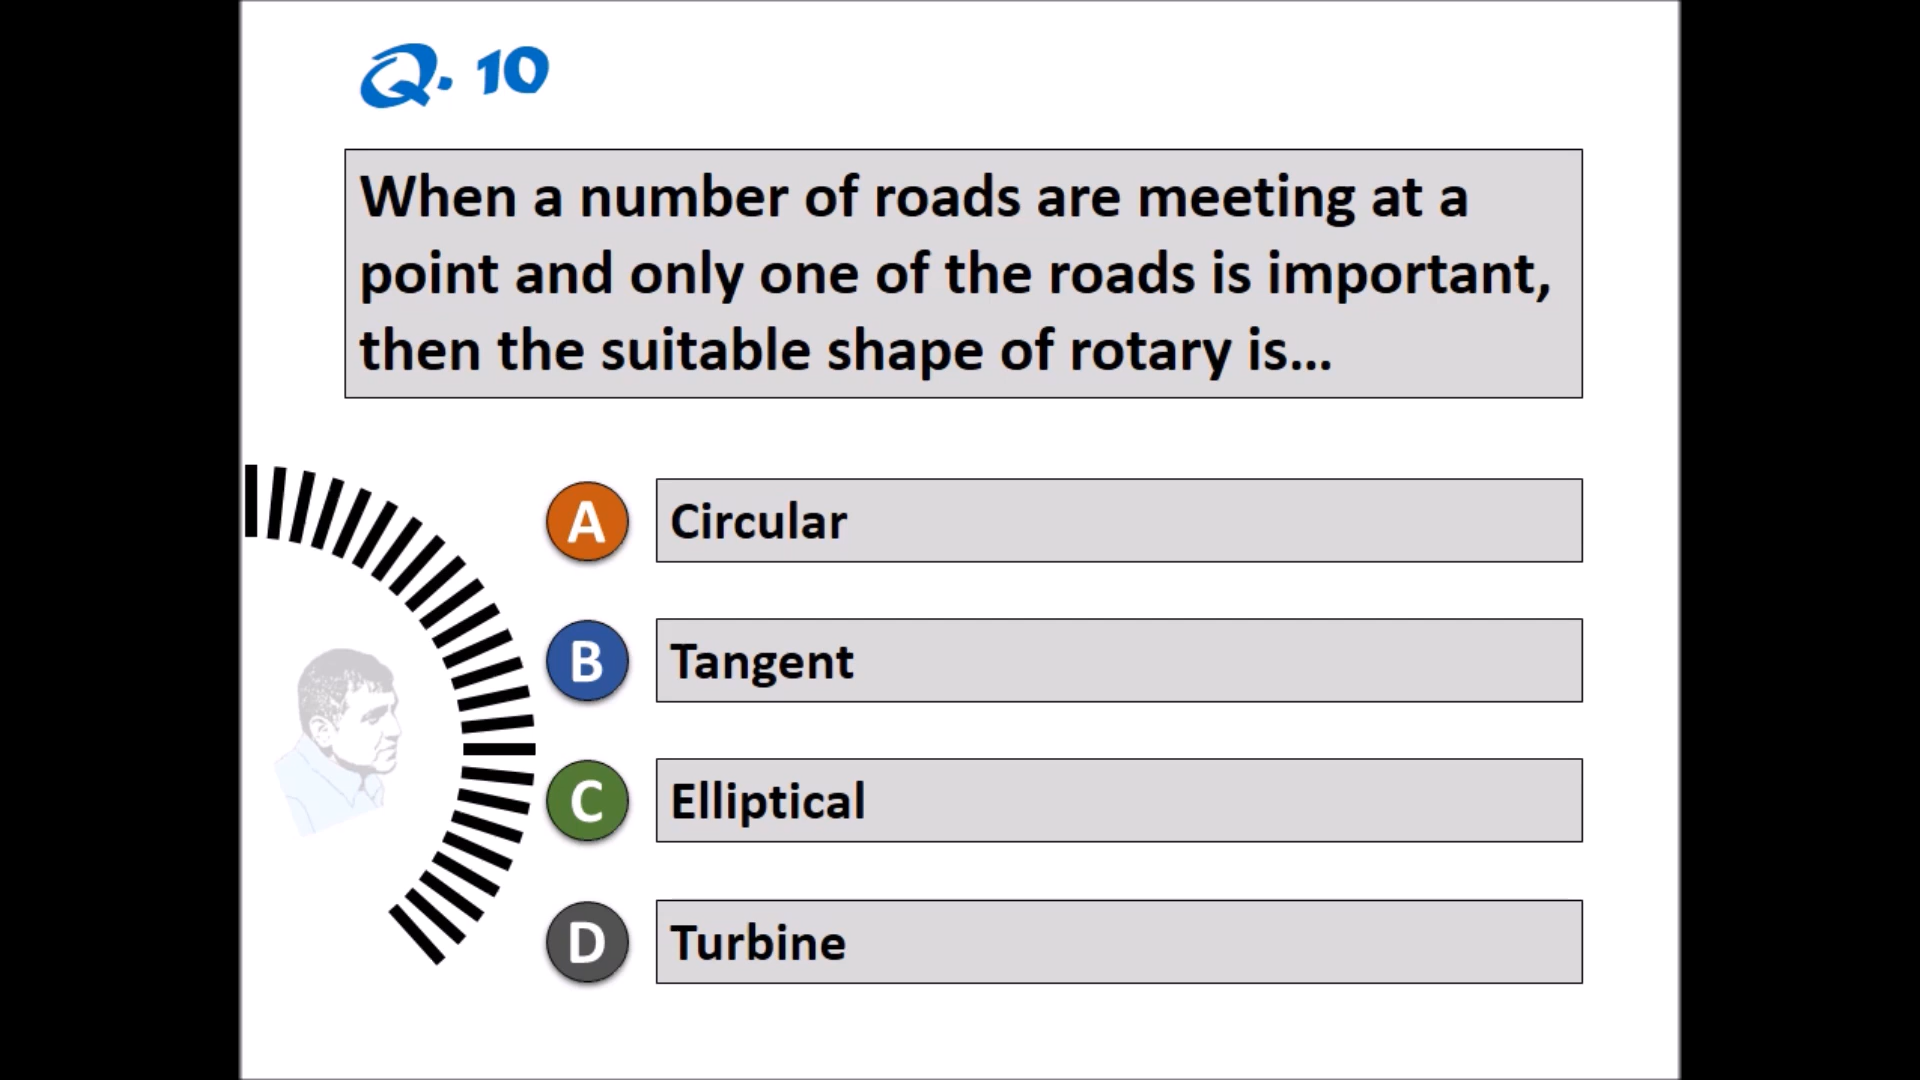 Q. 10
When a number of roads are meeting at a
point and only one of the roads is important,
then the suitable shape of rotary is...
A Circular
B Tangent
C Elliptical
D Turbine